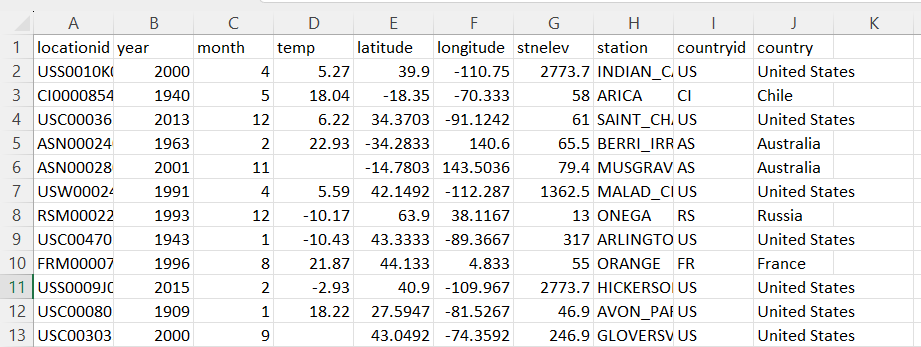 A B C D E F G H I J K
1 locationid year month temp latitude longitude stnelev station countryid country
2 USS0010K 2000 4 5.27 39.9 -110.75 2773.7 INDIAN_C US United States
3 CI0000854 1940 5 18.04 -18.35 -70.333 58 ARICA CI Chile
4 USC00036 2013 12 6.22 34.3703 -91.1242 61 SAINT_CH US United States
5 ASN00024 1963 2 22.93 -34.2833 140.6 65.5 BERRI_IRR AS Australia
6 ASN00028 2001 11 -14.7803 143.5036 79.4 MUSGRAV AS Australia
7 USW00024 1991 4 5.59 42.1492 -112.287 1362.5 MALAD_CI US United States
8 RSM00022 1993 12 -10.17 63.9 38.1167 13 ONEGA RS Russia
9 USC00470 1943 1 -10.43 43.3333 -89.3667 317 ARLINGTO US United States
10 FRM00007 1996 8 21.87 44.133 4.833 55 ORANGE FR France
11 USS0009J 2015 2 -2.93 40.9 -109.967 2773.7 HICKERSO US United States
12 USC00080 1909 1 18.22 27.5947 -81.5267 46.9 AVON_PA US United States
13 USC00303 2000 9 43.0492 -74.3592 246.9 GLOVERSV US United States